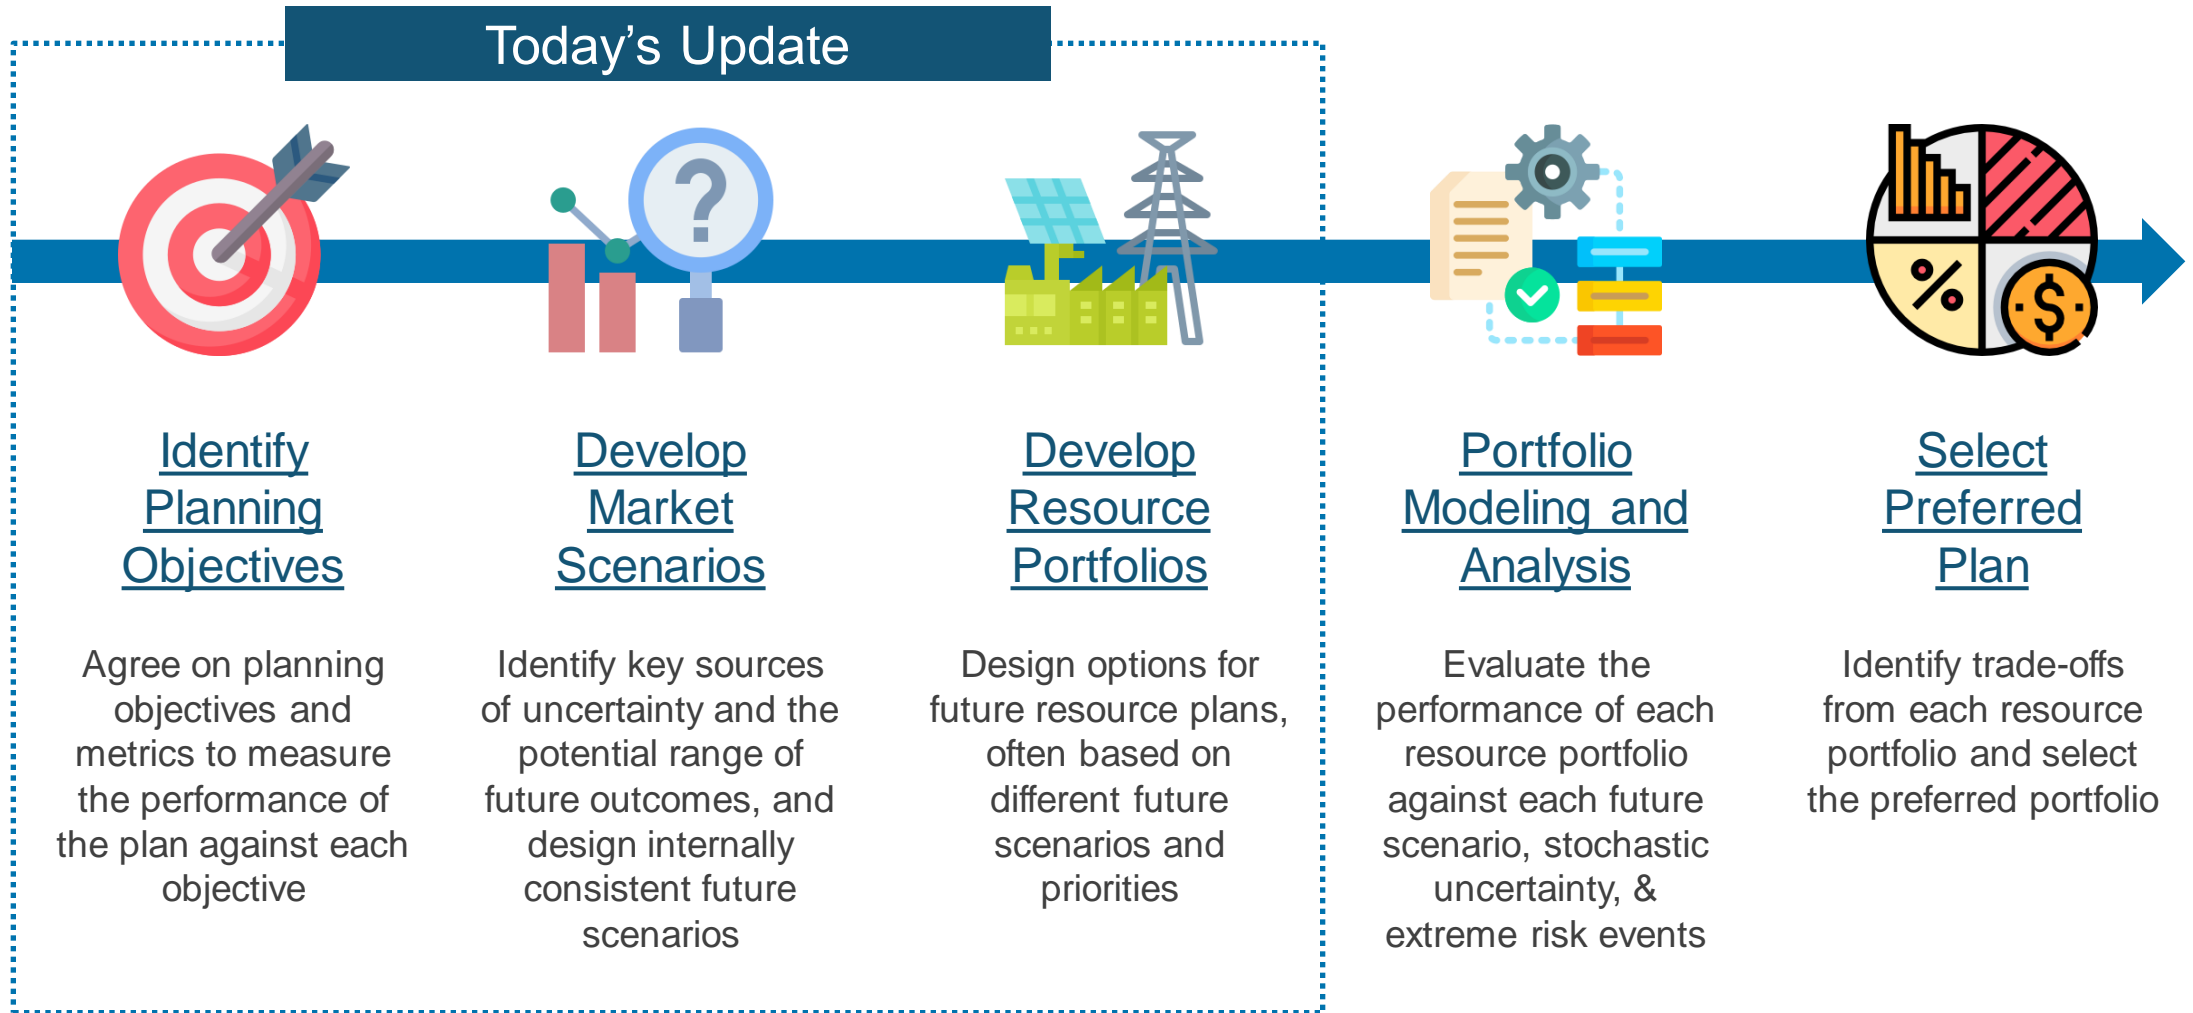 Today’s Update
Identify
Planning
Objectives
Agree on planning
objectives and
metrics to measure
the performance of
the plan against each
objective
Develop
Market
Scenarios
Identify key sources
of uncertainty and the
potential range of
future outcomes, and
design internally
consistent future
scenarios
Develop
Resource
Portfolios
Design options for
future resource plans,
often based on
different future
scenarios and
priorities
Portfolio
Modeling and
Analysis
Evaluate the
performance of each
resource portfolio
against each future
scenario, stochastic
uncertainty, &
extreme risk events
Select
Preferred
Plan
Identify trade-offs
from each resource
portfolio and select
the preferred portfolio